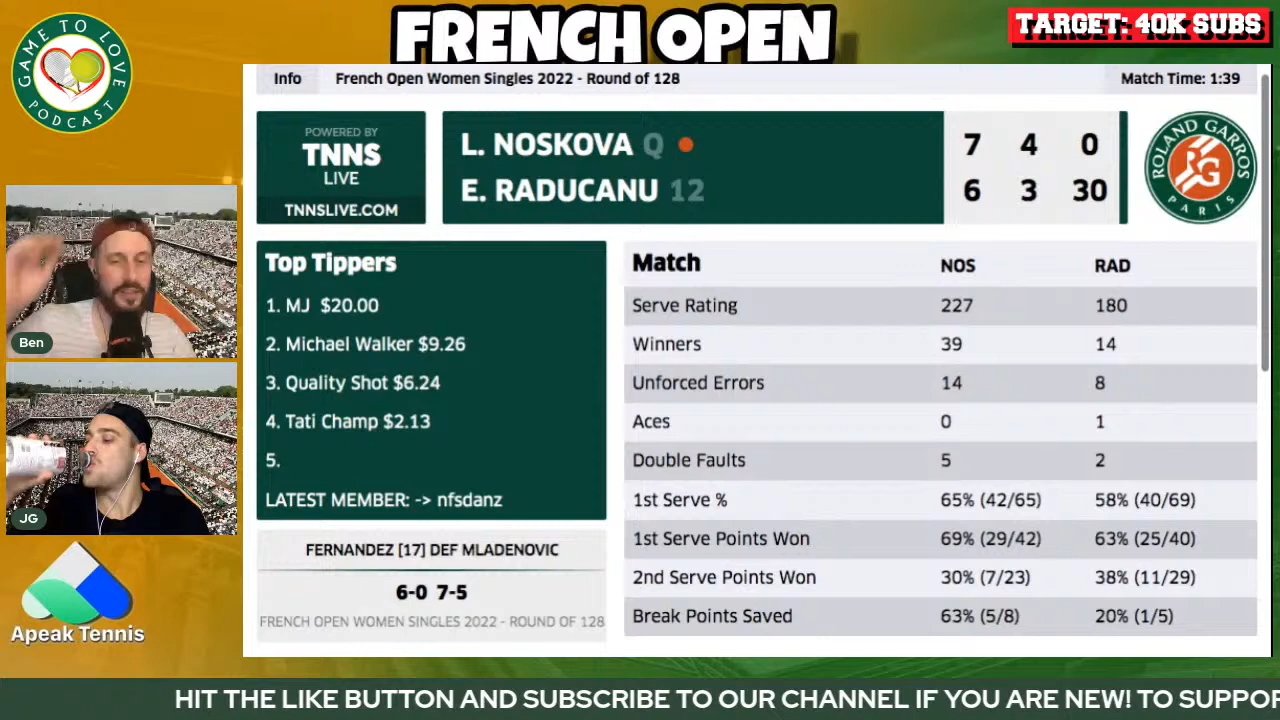 GAME TO LOVE
PODCAST
FRENCH OPEN
TARGET: 40K SUBS
Info French Open Women Singles 2022 - Round of 128 Match Time: 1:39
POWERED BY
TNNS
LIVE
TNNSLIVE.COM
L. NOSKOVA Q 7 4 0
E. RADUCANU 12 6 3 30
ROLAND GARROS
RG
PARIS
Ben
JG
Apeak Tennis
Top Tippers
1. MJ $20.00
2. Michael Walker $9.26
3. Quality Shot $6.24
4. Tati Champ $2.13
5.
LATEST MEMBER: -> nfsdanz
FERNANDEZ [17] DEF MLADENOVIC
6-0 7-5
FRENCH OPEN WOMEN SINGLES 2022 - ROUND OF 128
Match NOS RAD
Serve Rating 227 180
Winners 39 14
Unforced Errors 14 8
Aces 0 1
Double Faults 5 2
1st Serve % 65% (42/65) 58% (40/69)
1st Serve Points Won 69% (29/42) 63% (25/40)
2nd Serve Points Won 30% (7/23) 38% (11/29)
Break Points Saved 63% (5/8) 20% (1/5)
HIT THE LIKE BUTTON AND SUBSCRIBE TO OUR CHANNEL IF YOU ARE NEW! TO SUPPOR